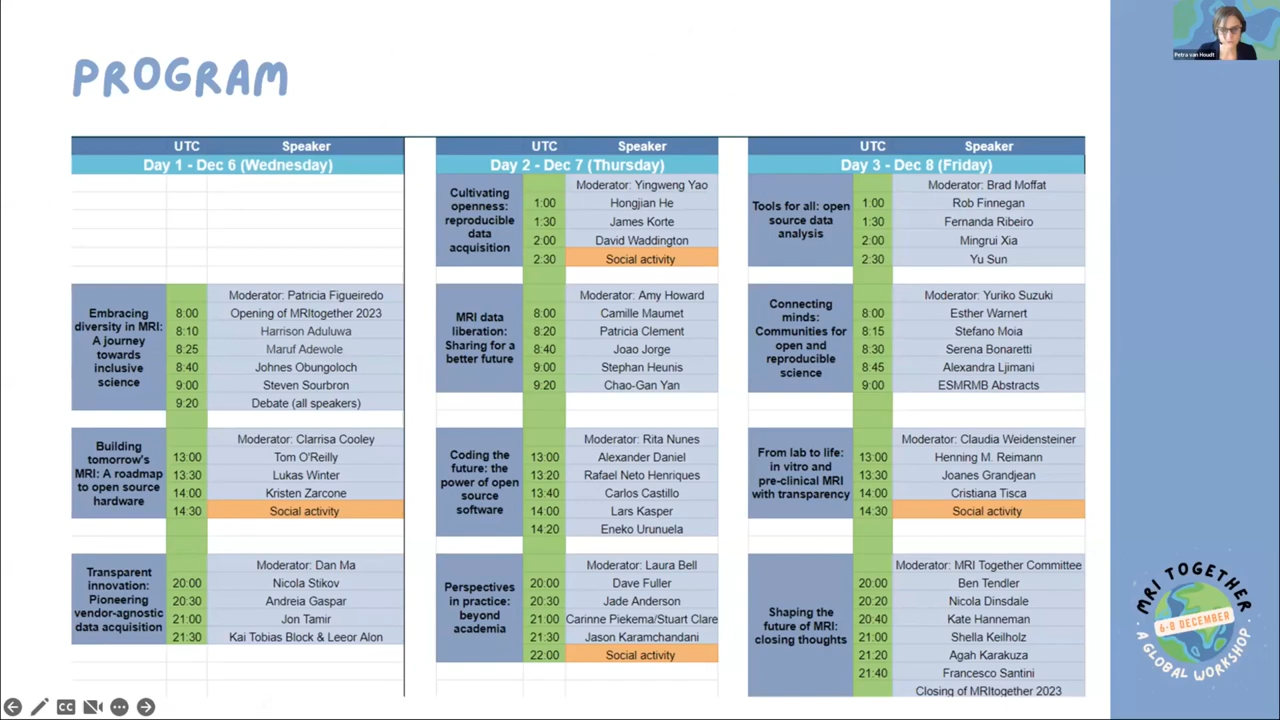 PROGRAM
Petra van Houdt
UTC Speaker
Day 1 - Dec 6 (Wednesday)
Embracing diversity in MRI: A journey towards inclusive science
Moderator: Patricia Figueiredo
8:00 Opening of MRItogether 2023
8:10 Harrison Aduluwa
8:25 Maruf Adewole
8:40 Johnes Obungoloch
9:00 Steven Sourbron
9:20 Debate (all speakers)
Building tomorrow's MRI: A roadmap to open source hardware
Moderator: Clarrisa Cooley
13:00 Tom O'Reilly
13:30 Lukas Winter
14:00 Kristen Zarcone
14:30 Social activity
Transparent innovation: Pioneering vendor-agnostic data acquisition
Moderator: Dan Ma
20:00 Nicola Stikov
20:30 Andreia Gaspar
21:00 Jon Tamir
21:30 Kai Tobias Block & Leeor Alon
UTC Speaker
Day 2 - Dec 7 (Thursday)
Cultivating openness: reproducible data acquisition
Moderator: Yingweng Yao
1:00 Hongjian He
1:30 James Korte
2:00 David Waddington
2:30 Social activity
MRI data liberation: Sharing for a better future
Moderator: Amy Howard
8:00 Camille Maumet
8:20 Patricia Clement
8:40 Joao Jorge
9:00 Stephan Heunis
9:20 Chao-Gan Yan
Coding the future: the power of open source software
Moderator: Rita Nunes
13:00 Alexander Daniel
13:20 Rafael Neto Henriques
13:40 Carlos Castillo
14:00 Lars Kasper
14:20 Eneko Urunuela
Perspectives in practice: beyond academia
Moderator: Laura Bell
20:00 Dave Fuller
20:30 Jade Anderson
21:00 Carinne Piekema/Stuart Clare
21:30 Jason Karamchandani
22:00 Social activity
UTC Speaker
Day 3 - Dec 8 (Friday)
Tools for all: open source data analysis
Moderator: Brad Moffat
1:00 Rob Finnegan
1:30 Fernanda Ribeiro
2:00 Mingrui Xia
2:30 Yu Sun
Connecting minds: Communities for open and reproducible science
Moderator: Yuriko Suzuki
8:00 Esther Warnert
8:15 Stefano Moia
8:30 Serena Bonaretti
8:45 Alexandra Ljimani
9:00 ESMRMB Abstracts
From lab to life: in vitro and pre-clinical MRI with transparency
Moderator: Claudia Weidensteiner
13:00 Henning M. Reimann
13:30 Joanes Grandjean
14:00 Cristiana Tisca
14:30 Social activity
Shaping the future of MRI: closing thoughts
Moderator: MRI Together Committee
20:00 Ben Tendler
20:20 Nicola Dinsdale
20:40 Kate Hanneman
21:00 Shella Keilholz
21:20 Agah Karakuza
21:40 Francesco Santini
Closing of MRItogether 2023
MRI TOGETHER
6-8 DECEMBER
A GLOBAL WORKSHOP
CC